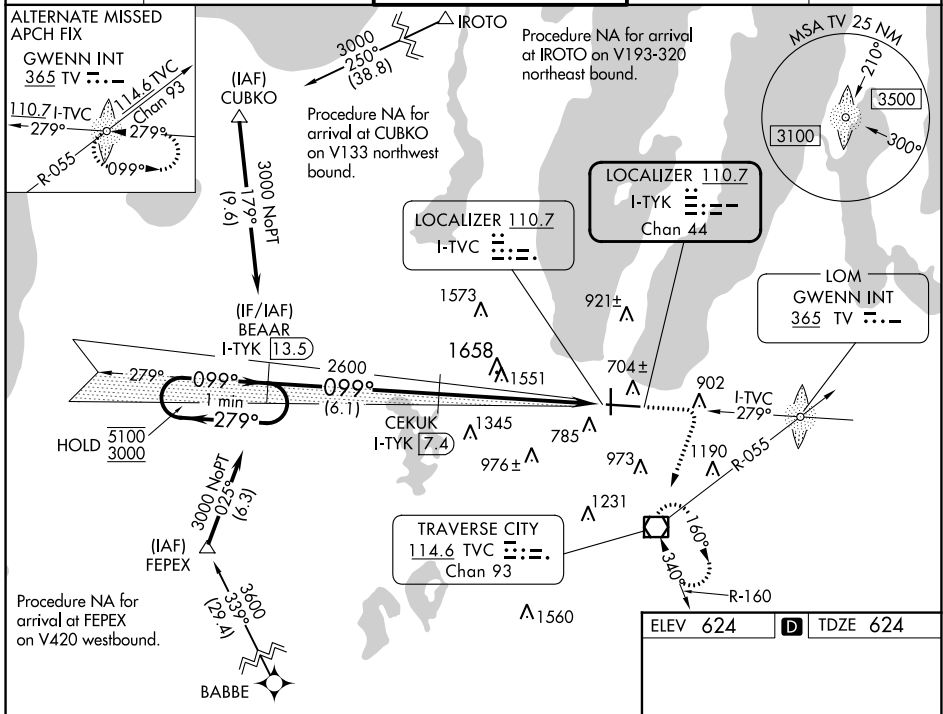 ALTERNATE MISSED
APCH FIX
GWENN INT
365 TV
114.6 TVC
Chan 93
110.7 I-TVC
279°
279°
R-055
099°
IROTO
3000
250°
(38.8)
Procedure NA for arrival
at IROTO on V193-320
northeast bound.
MSA TV 25 NM
210°
3500
3100
300°
(IAF)
CUBKO
Procedure NA for
arrival at CUBKO
on V133 northwest
bound.
3000 NoPT
179°
(9.6)
LOCALIZER 110.7
I-TYK
Chan 44
LOCALIZER 110.7
I-TVC
LOM
GWENN INT
365 TV
1573
921±
(IF/IAF)
BEAAR
I-TYK 13.5
2600
1658
1551
704±
902
I-TVC
279°
279°
099°
099°
1 min
(6.1)
279°
HOLD 5100
3000
CEKUK
I-TYK 7.4
1345
785
976±
973
1190
R-055
3000 NoPT
025°
(6.3)
1231
(IAF)
FEPEX
TRAVERSE CITY
114.6 TVC
Chan 93
160°
340°
R-160
Procedure NA for
arrival at FEPEX
on V420 westbound.
3600
339°
(29.4)
1560
BABBE
ELEV 624 D TDZE 624